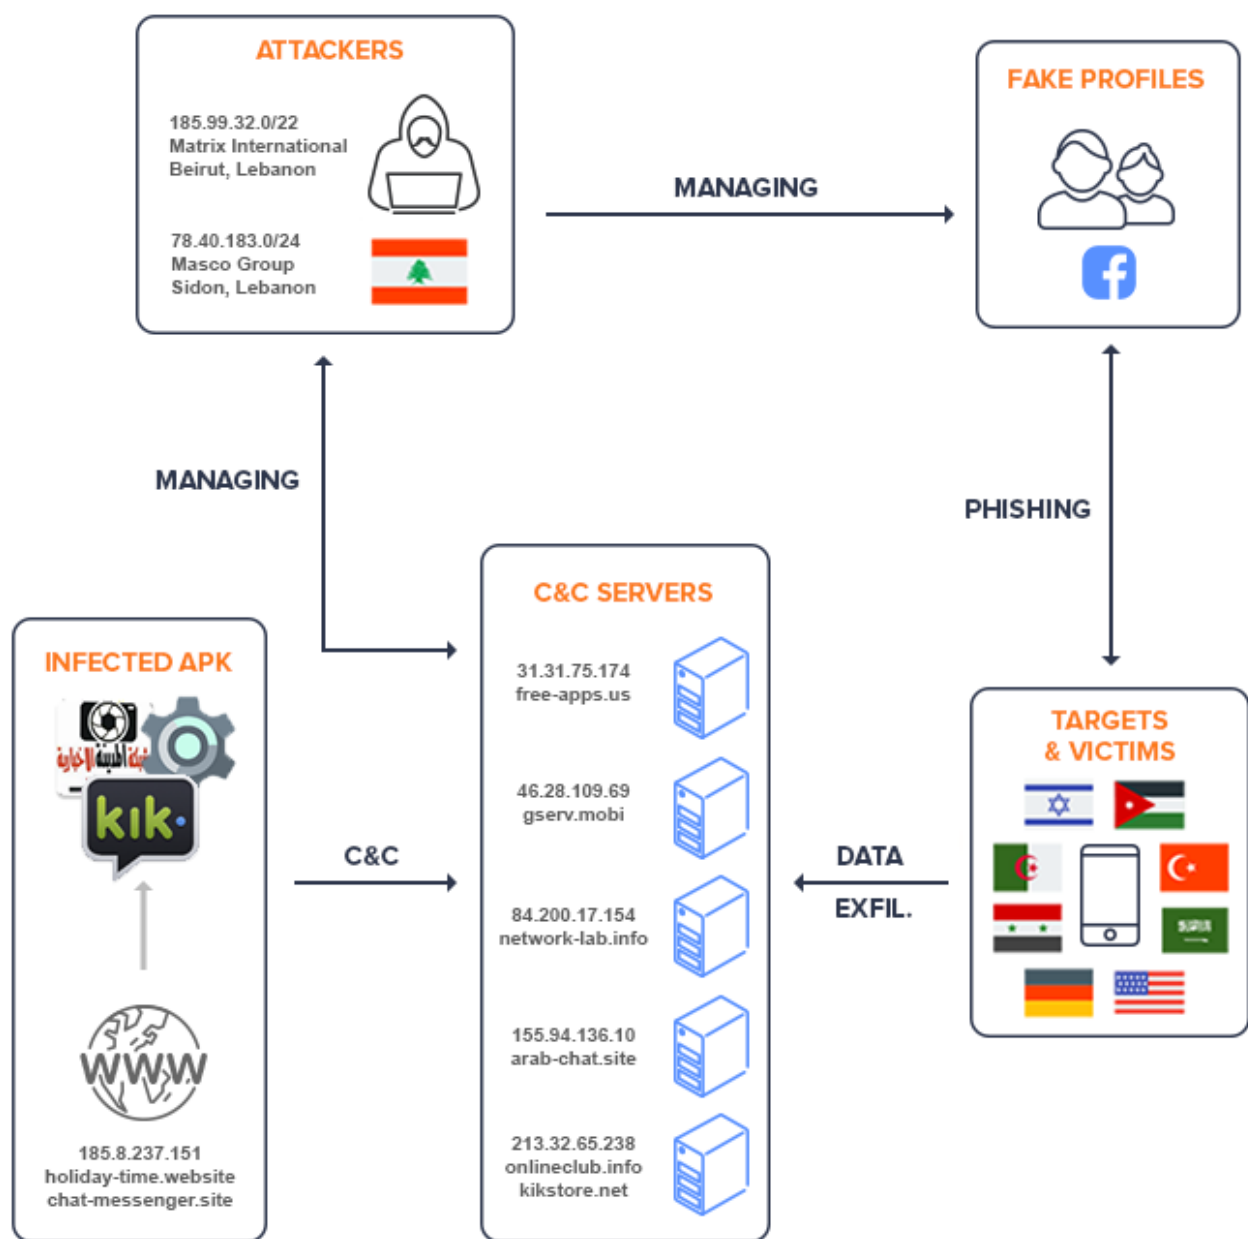 ATTACKERS
185.99.32.0/22
Matrix International
Beirut, Lebanon
78.40.183.0/24
Masco Group
Sidon, Lebanon
MANAGING
FAKE PROFILES
MANAGING
PHISHING
INFECTED APK
شبكة المدينة الاخبارية
kik
185.8.237.151
holiday-time.website
chat-messenger.site
WWW
C&C
C&C SERVERS
31.31.75.174
free-apps.us
46.28.109.69
gserv.mobi
84.200.17.154
network-lab.info
155.94.136.10
arab-chat.site
213.32.65.238
onlineclub.info
kikstore.net
DATA
EXFIL.
TARGETS
& VICTIMS